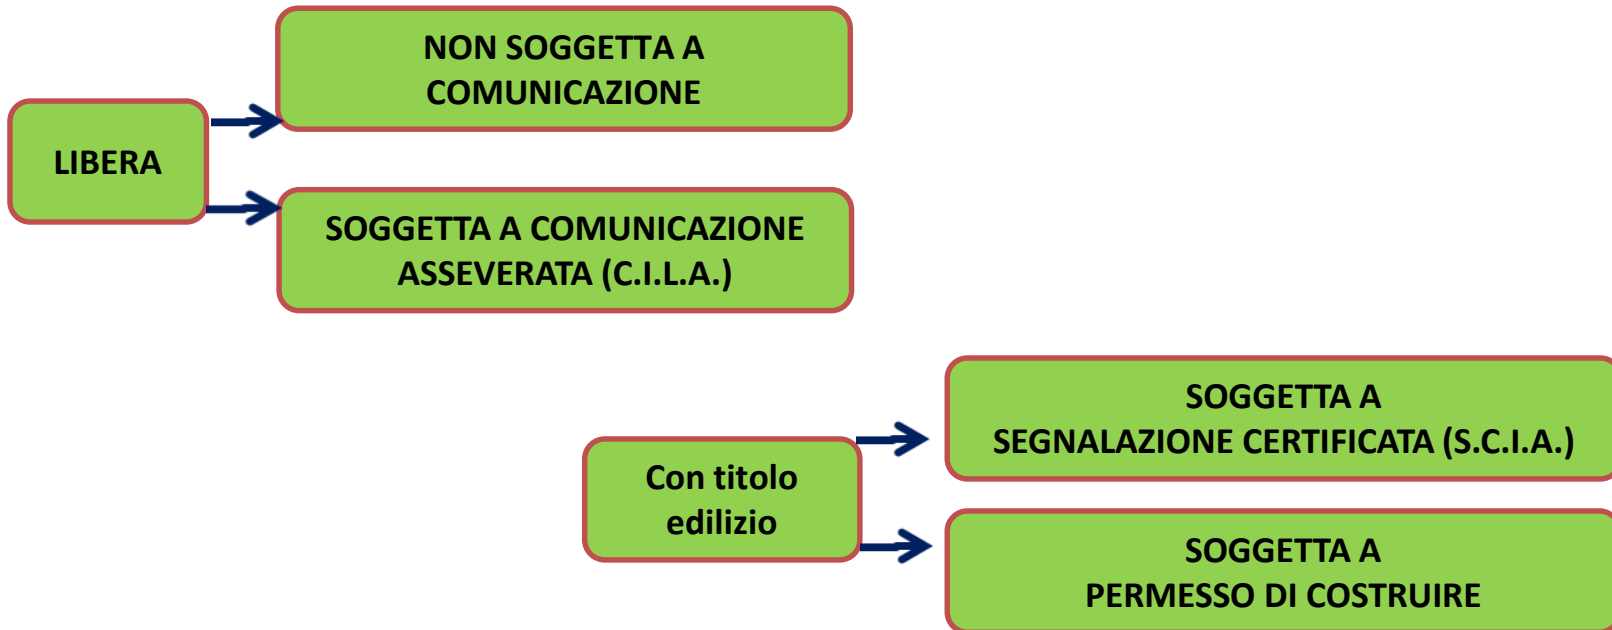 NON SOGGETTA A
COMUNICAZIONE
LIBERA
SOGGETTA A COMUNICAZIONE
ASSEVERATA (C.I.L.A.)
SOGGETTA A
SEGNALAZIONE CERTIFICATA (S.C.I.A.)
Con titolo
edilizio
SOGGETTA A
PERMESSO DI COSTRUIRE